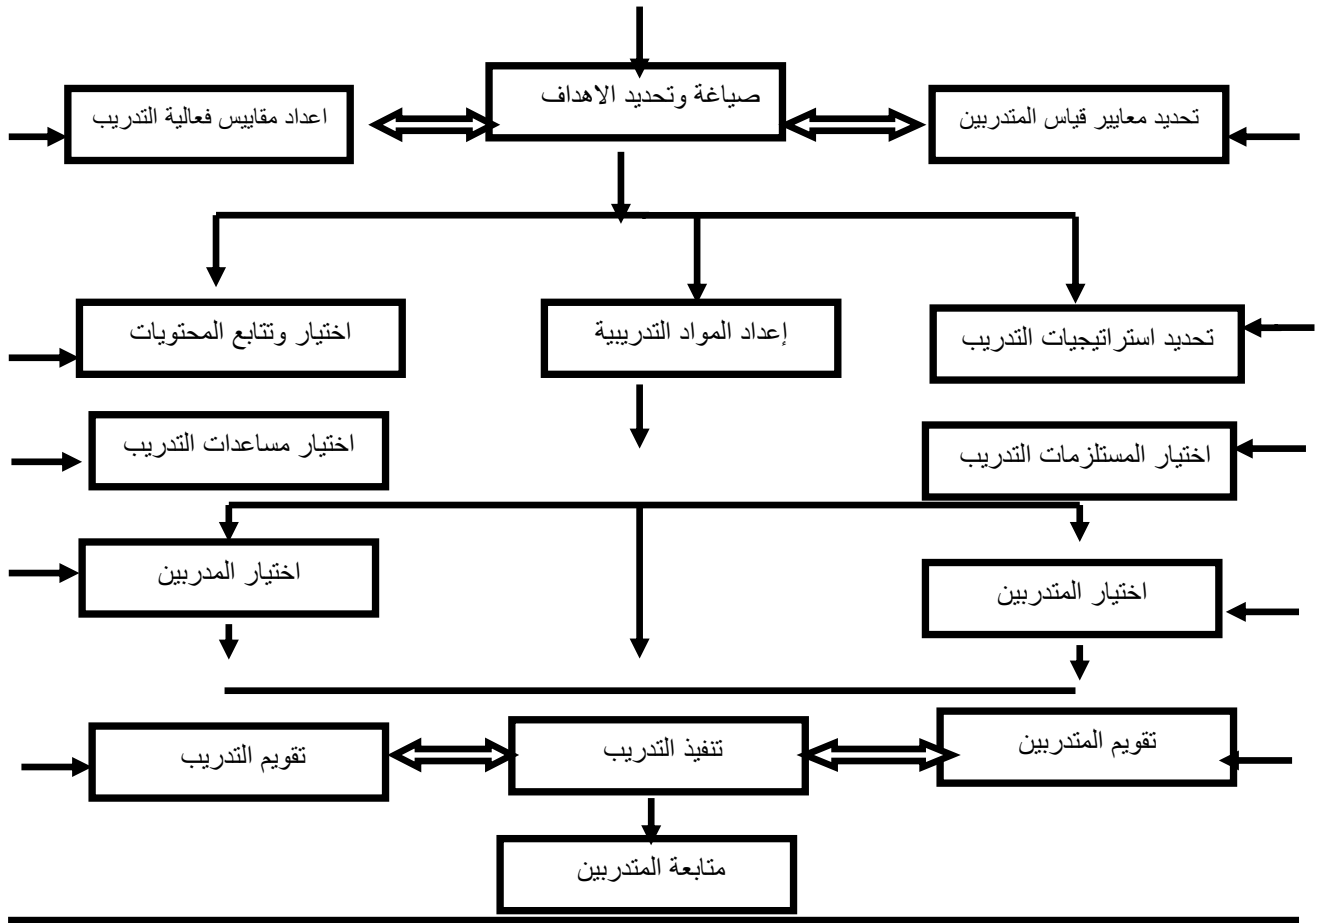 صياغة وتحديد الاهداف
تحديد معايير قياس المتدربين
اعداد مقاييس فعالية التدريب
تحديد استراتيجيات التدريب
إعداد المواد التدريبية
اختيار وتتابع المحتويات
اختيار المستلزمات التدريب
اختيار مساعدات التدريب
اختيار المتدربين
اختيار المدربين
تقويم المتدربين
تنفيذ التدريب
تقويم التدريب
متابعة المتدربين